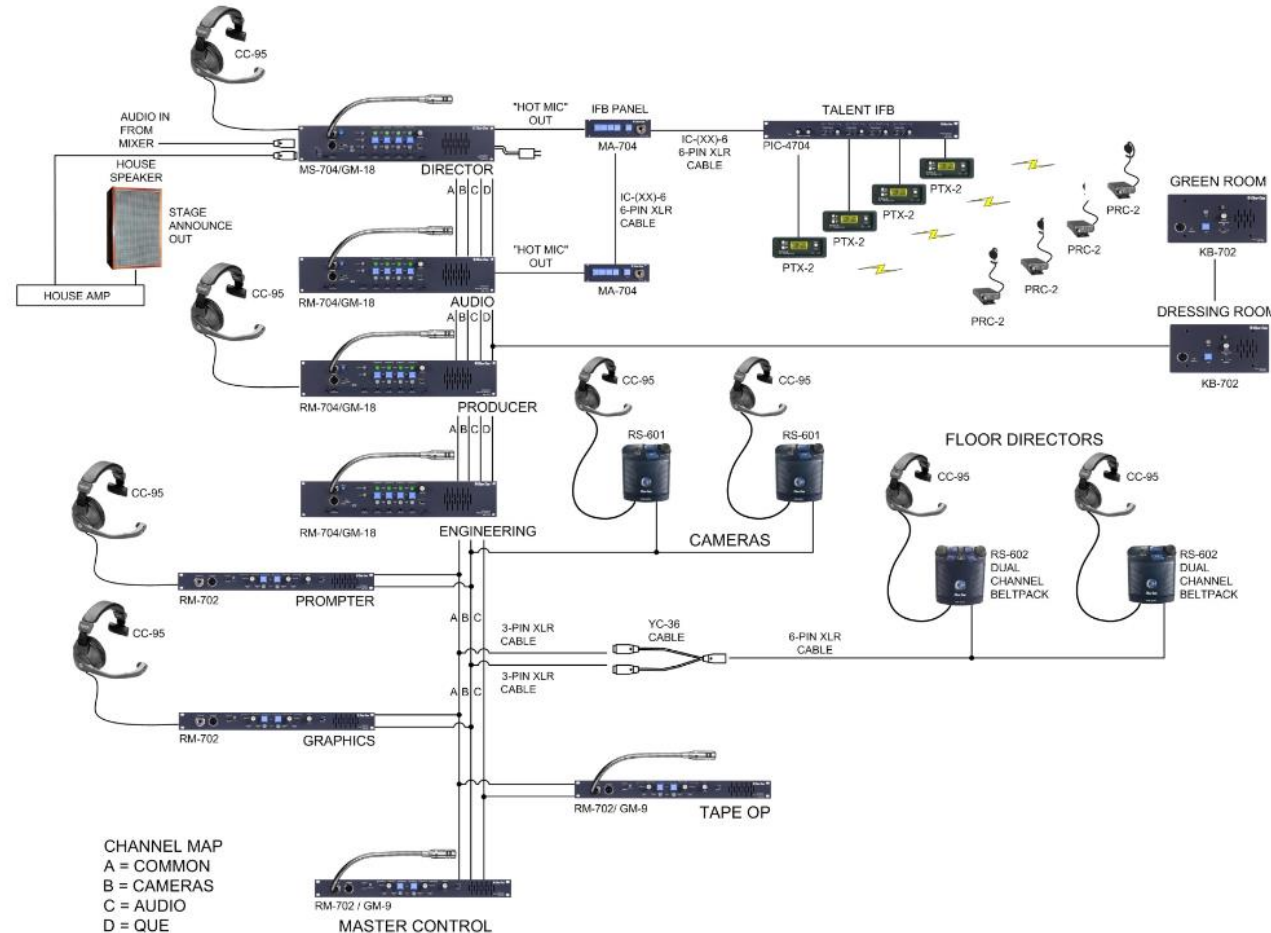 CC-95
AUDIO IN
FROM
MIXER
HOUSE
SPEAKER
STAGE
ANNOUNCE
OUT
HOUSE AMP
MS-704/GM-18
DIRECTOR
A B C D
"HOT MIC"
OUT
IFB PANEL
MA-704
IC-(XX)-6
6-PIN XLR
CABLE
TALENT IFB
PIC-4704
PTX-2
PTX-2
PTX-2
PTX-2
PRC-2
PRC-2
PRC-2
PRC-2
GREEN ROOM
KB-702
DRESSING ROOM
KB-702
IC-(XX)-6
6-PIN XLR
CABLE
"HOT MIC"
OUT
MA-704
RM-704/GM-18
AUDIO
A B C D
CC-95
RM-704/GM-18
PRODUCER
A B C D
RM-704/GM-18
ENGINEERING
CC-95
RS-601
CC-95
RS-601
CAMERAS
FLOOR DIRECTORS
CC-95
RS-602
DUAL
CHANNEL
BELTPACK
CC-95
RS-602
DUAL
CHANNEL
BELTPACK
CC-95
RM-702
PROMPTER
A B C
3-PIN XLR
CABLE
YC-36
CABLE
6-PIN XLR
CABLE
3-PIN XLR
CABLE
CC-95
RM-702
GRAPHICS
A B C
RM-702/ GM-9
TAPE OP
RM-702 / GM-9
MASTER CONTROL
CHANNEL MAP
A = COMMON
B = CAMERAS
C = AUDIO
D = QUE